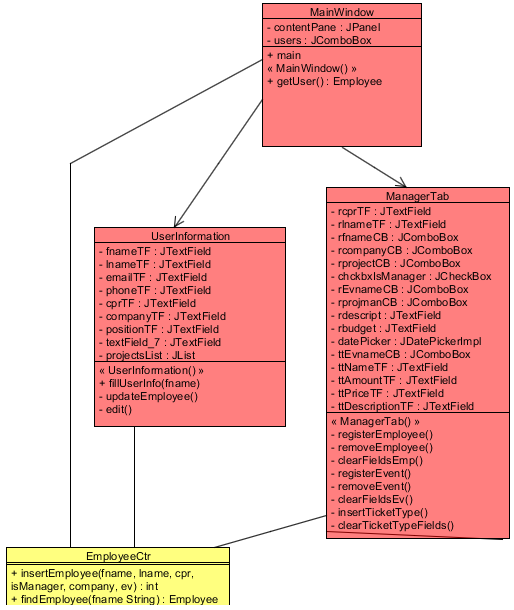 MainWindow
- contentPane : JPanel
- users : JComboBox
+ main
« MainWindow() »
+ getUser() : Employee
UserInformation
- fnameTF : JTextField
- lnameTF : JTextField
- emailTF : JTextField
- phoneTF : JTextField
- cprTF : JTextField
- companyTF : JTextField
- positionTF : JTextField
- textField_7 : JTextField
- projectsList : JList
« UserInformation() »
+ fillUserInfo(fname)
- updateEmployee()
- edit()
ManagerTab
- rcprTF : JTextField
- rlnameTF : JTextField
- rfnameCB : JComboBox
- rcompanyCB : JComboBox
- rprojectCB : JComboBox
- chckbxIsManager : JCheckBox
- rEvnameCB : JComboBox
- rprojmanCB : JComboBox
- rdescript : JTextField
- rbudget : JTextField
- datePicker : JDatePickerImpl
- ttEvnameCB : JComboBox
- ttNameTF : JTextField
- ttAmountTF : JTextField
- ttPriceTF : JTextField
- ttDescriptionTF : JTextField
« ManagerTab() »
- registerEmployee()
- removeEmployee()
- clearFieldsEmp()
- registerEvent()
- removeEvent()
- clearFieldsEv()
- insertTicketType()
- clearTicketTypeFields()
EmployeeCtr
+ insertEmployee(fname, lname, cpr,
isManager, company, ev) : int
+ findEmployee(fname String) : Employee